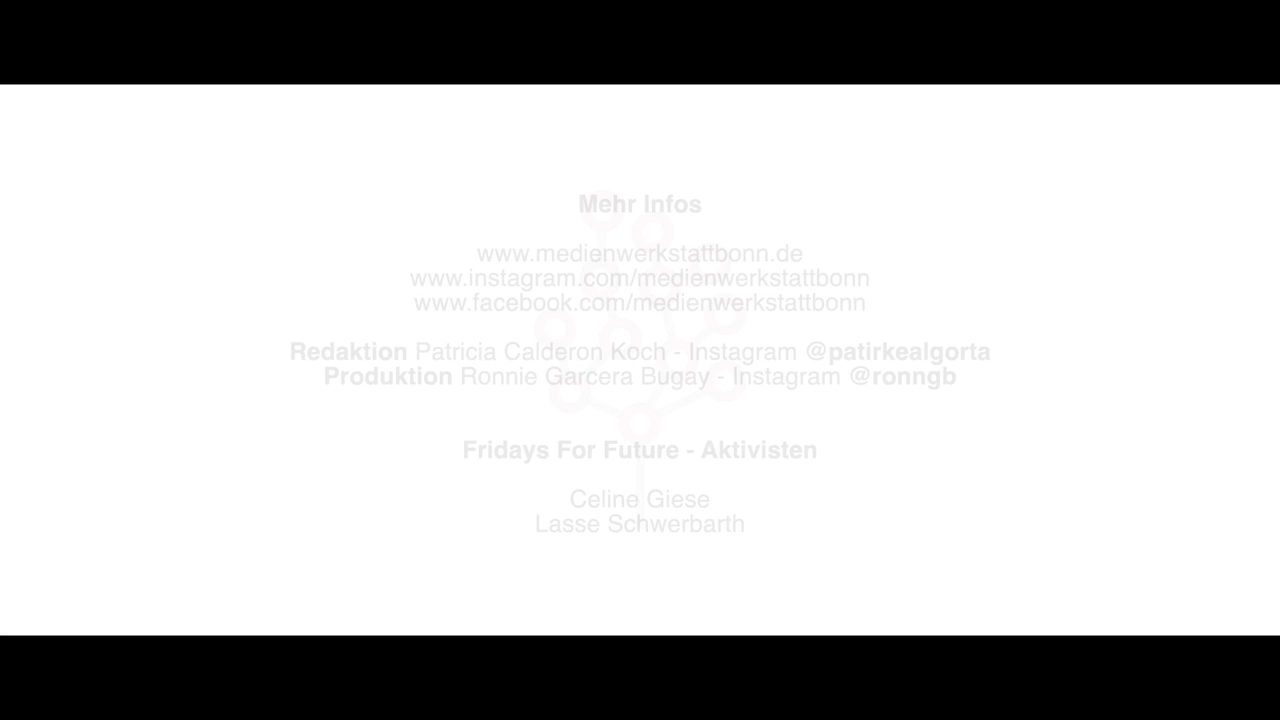 Mehr Infos
www.medienwerkstattbonn.de
www.instagram.com/medienwerkstattbonn
www.facebook.com/medienwerkstattbonn
Redaktion Patricia Calderon Koch - Instagram @patirkealgorta
Produktion Ronnie Garcera Bugay - Instagram @ronngb
Fridays For Future - Aktivisten
Celine Giese
Lasse Schwerbarth